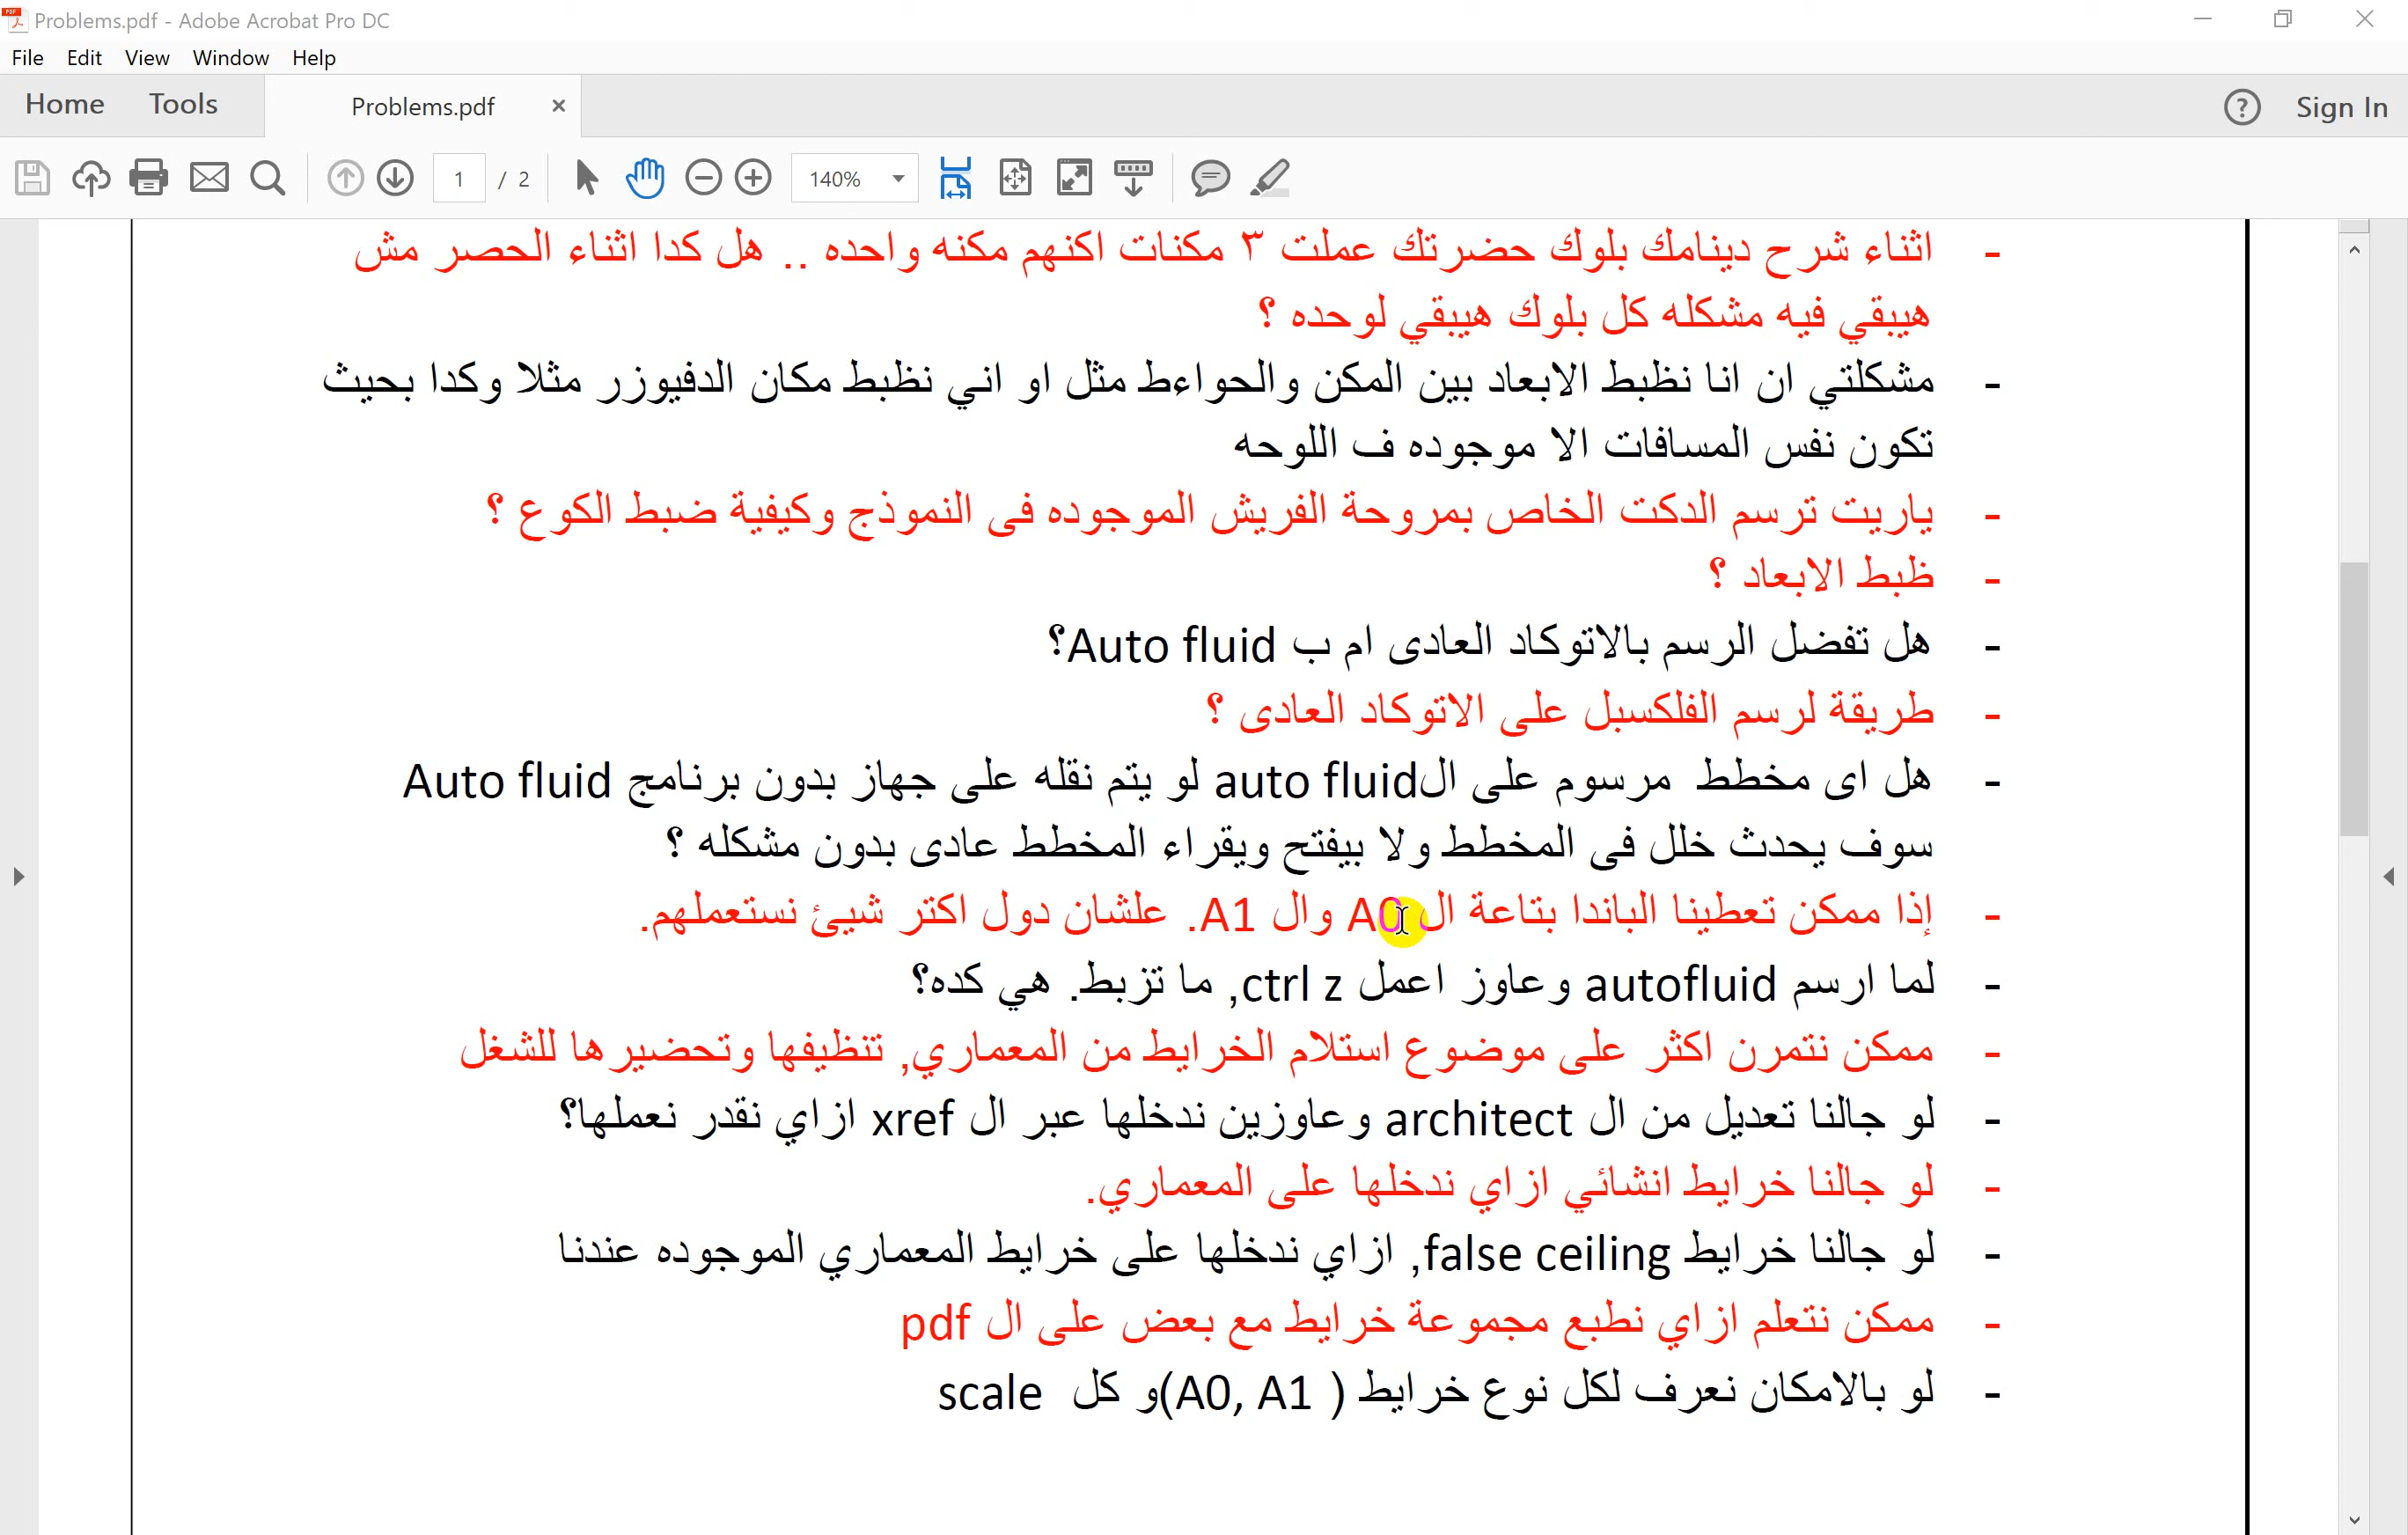 Problems.pdf - Adobe Acrobat Pro DC
File Edit View Window Help
Home Tools Problems.pdf Sign In
1 / 2 140%
- اثناء شرح دينامك بلوك حضرتك عملت ٣ مكنات اكنهم مكنه واحده .. هل كدا اثناء الحصر مش
هيبقي فيه مشكله كل بلوك هيبقي لوحده ؟
- مشكلتي ان انا نظبط الابعاد بين المكن والحواءط مثل او اني نظبط مكان الدفيوزر مثلا وكدا بحيث
تكون نفس المسافات الا موجوده ف اللوحه
- ياريت ترسم الدكت الخاص بمروحة الفريش الموجوده فى النموذج وكيفية ضبط الكوع ؟
- ظبط الابعاد ؟
- هل تفضل الرسم بالاتوكاد العادى ام ب Auto fluid؟
- طريقة لرسم الفلكسبل على الاتوكاد العادى ؟
- هل اى مخطط مرسوم على الauto fluid لو يتم نقله على جهاز بدون برنامج Auto fluid
سوف يحدث خلل فى المخطط ولا بيفتح ويقراء المخطط عادى بدون مشكله ؟
- إذا ممكن تعطينا الباندا بتاعة ال A0 وال A1. علشان دول اكتر شيئ نستعملهم.
- لما ارسم autofluid وعاوز اعمل ctrl z, ما تزبط. هي كده؟
- ممكن نتمرن اكثر على موضوع استلام الخرايط من المعماري, تنظيفها وتحضيرها للشغل
- لو جالنا تعديل من ال architect وعاوزين ندخلها عبر ال xref ازاي نقدر نعملها؟
- لو جالنا خرايط انشائي ازاي ندخلها على المعماري.
- لو جالنا خرايط false ceiling, ازاي ندخلها على خرايط المعماري الموجوده عندنا
- ممكن نتعلم ازاي نطبع مجموعة خرايط مع بعض على ال pdf
- لو بالامكان نعرف لكل نوع خرايط ( A0, A1)و كل scale